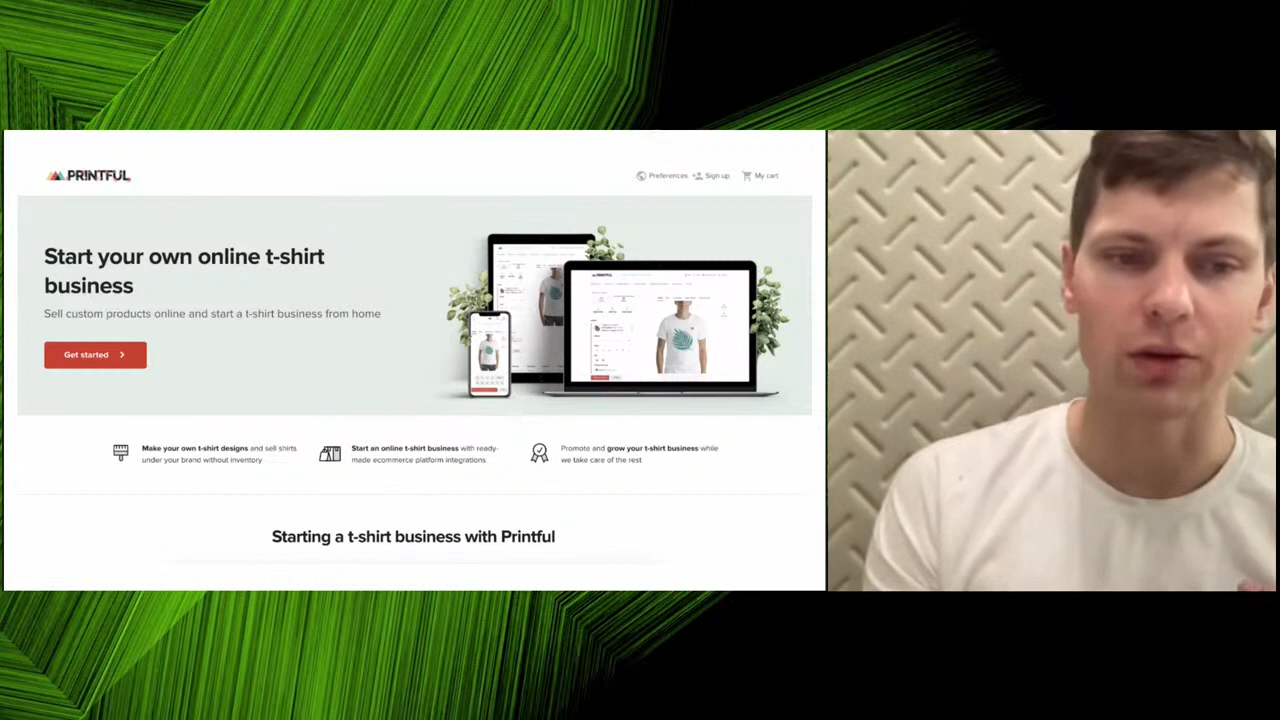 PRINTFUL
Preferences
Sign up
My cart
Start your own online t-shirt
business
Sell custom products online and start a t-shirt business from home
Get started
Make your own t-shirt designs and sell shirts
under your brand without inventory
Start an online t-shirt business with ready-
made ecommerce platform integrations
Promote and grow your t-shirt business while
we take care of the rest
Starting a t-shirt business with Printful